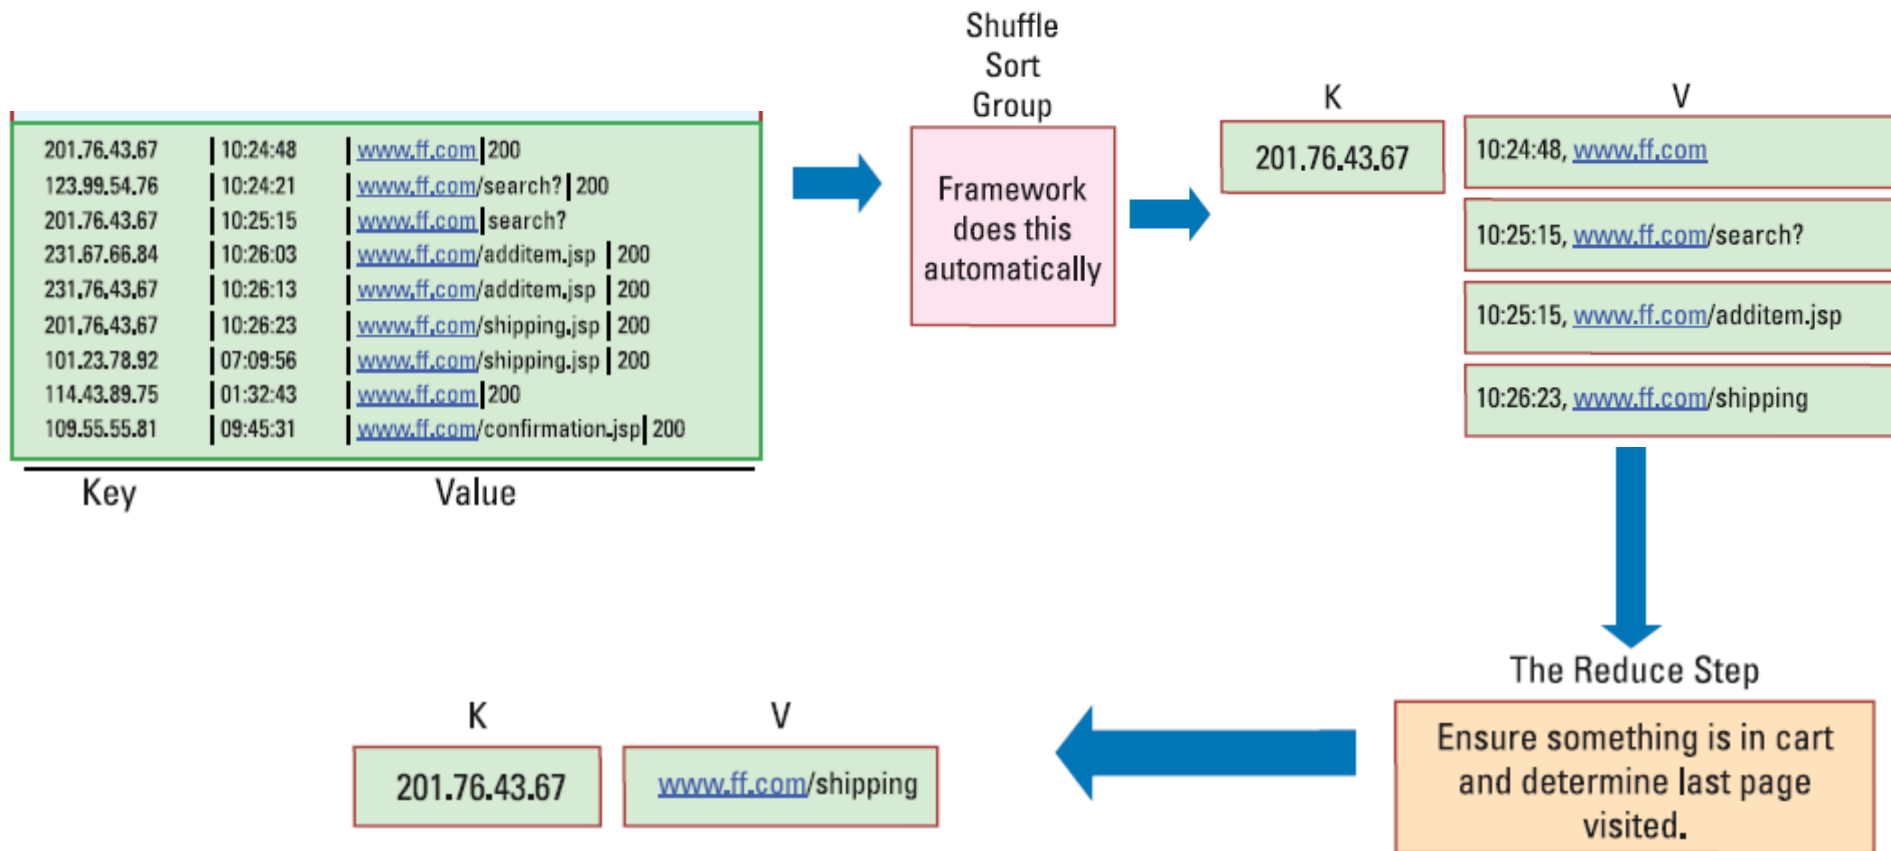 201.76.43.67 | 10:24:48 | www.ff.com | 200
123.99.54.76 | 10:24:21 | www.ff.com/search? | 200
201.76.43.67 | 10:25:15 | www.ff.com | search?
231.67.66.84 | 10:26:03 | www.ff.com/additem.jsp | 200
231.76.43.67 | 10:26:13 | www.ff.com/additem.jsp | 200
201.76.43.67 | 10:26:23 | www.ff.com/shipping.jsp | 200
101.23.78.92 | 07:09:56 | www.ff.com/shipping.jsp | 200
114.43.89.75 | 01:32:43 | www.ff.com | 200
109.55.55.81 | 09:45:31 | www.ff.com/confirmation.jsp | 200
Key Value
Shuffle
Sort
Group
Framework
does this
automatically
K V
201.76.43.67
10:24:48, www.ff.com
10:25:15, www.ff.com/search?
10:25:15, www.ff.com/additem.jsp
10:26:23, www.ff.com/shipping
The Reduce Step
Ensure something is in cart
and determine last page
visited.
K V
201.76.43.67 www.ff.com/shipping